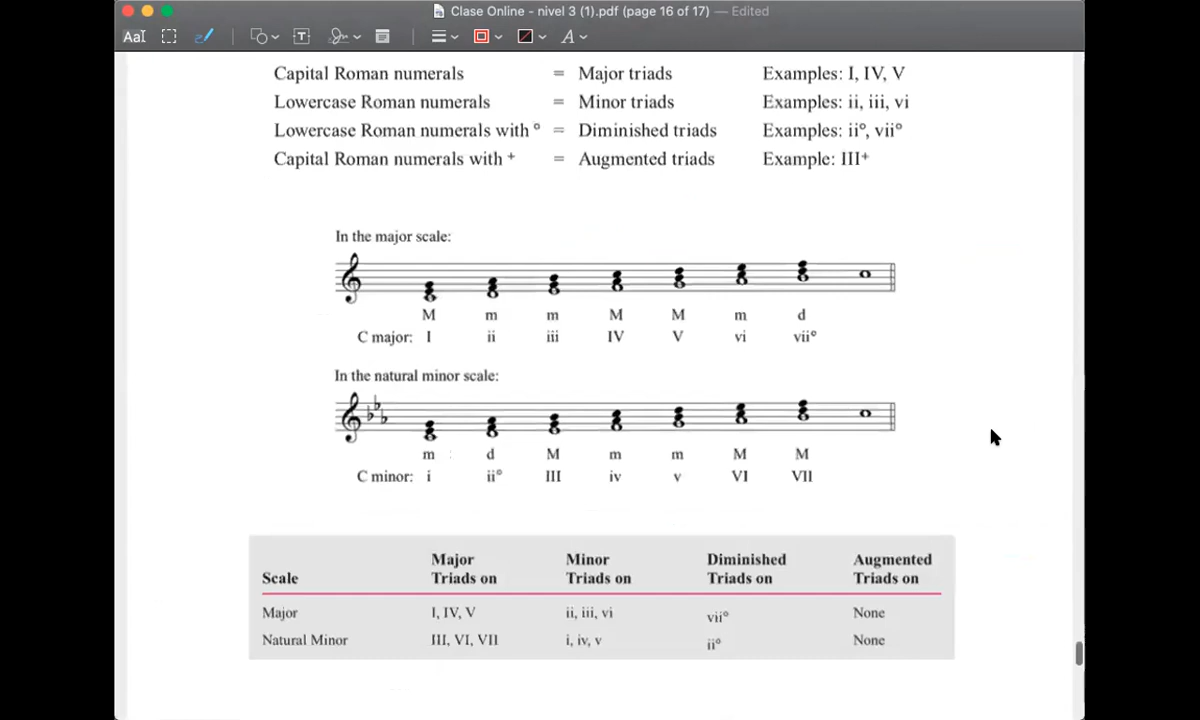 Clase Online - nivel 3 (1).pdf (page 16 of 17) — Edited
AaI T A
Capital Roman numerals = Major triads Examples: I, IV, V
Lowercase Roman numerals = Minor triads Examples: ii, iii, vi
Lowercase Roman numerals with ° = Diminished triads Examples: ii°, vii°
Capital Roman numerals with + = Augmented triads Example: III+
In the major scale:
M m m M M m d
C major: I ii iii IV V vi vii°
In the natural minor scale:
m d M m m M M
C minor: i ii° III iv v VI VII
Major Minor Diminished Augmented
Scale Triads on Triads on Triads on Triads on
Major I, IV, V ii, iii, vi vii° None
Natural Minor III, VI, VII i, iv, v ii° None